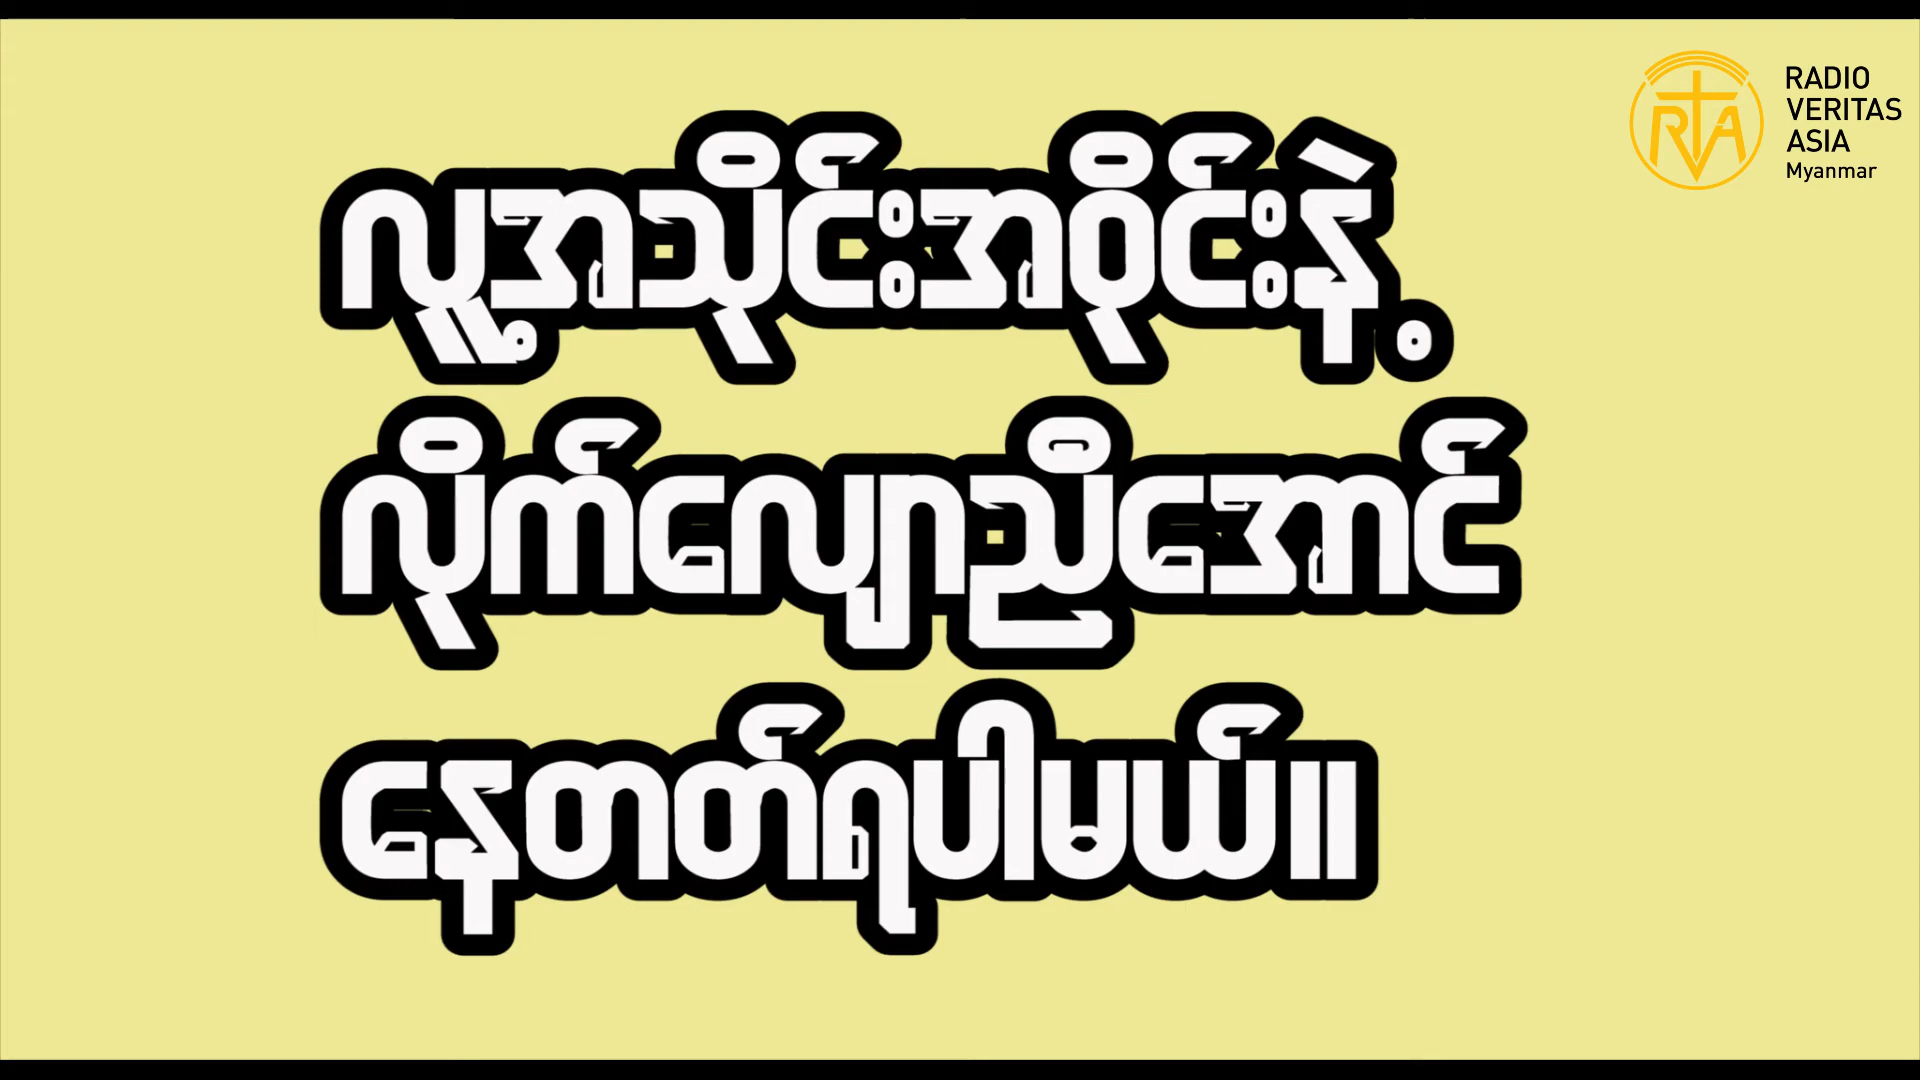 လူ့အသိုင်းအဝိုင်းနဲ့
လိုက်လျောညီအောင်
နေတတ်ရပါမယ်။
RADIO
VERITAS
ASIA
Myanmar
RVA